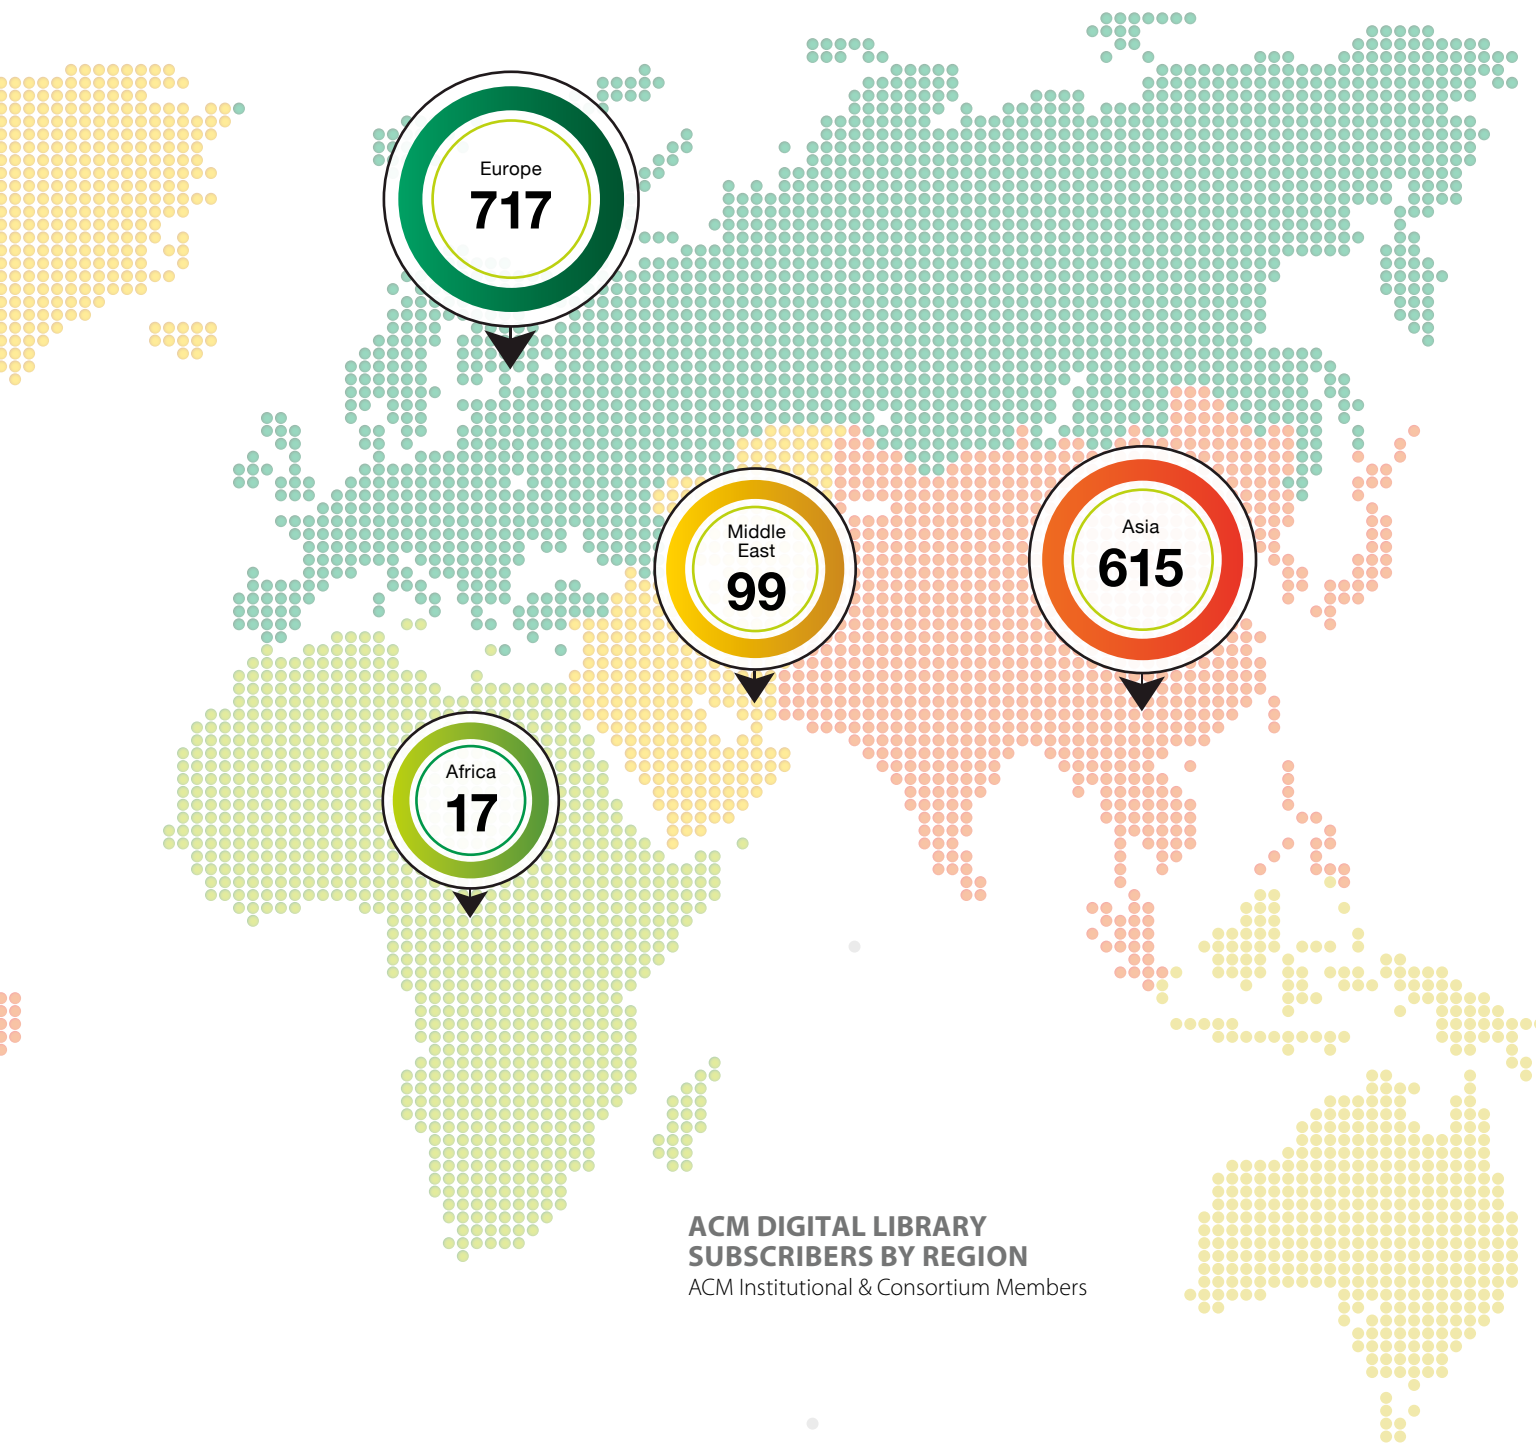 Europe
717
Middle
East
99
Asia
615
Africa
17
ACM DIGITAL LIBRARY
SUBSCRIBERS BY REGION
ACM Institutional & Consortium Members